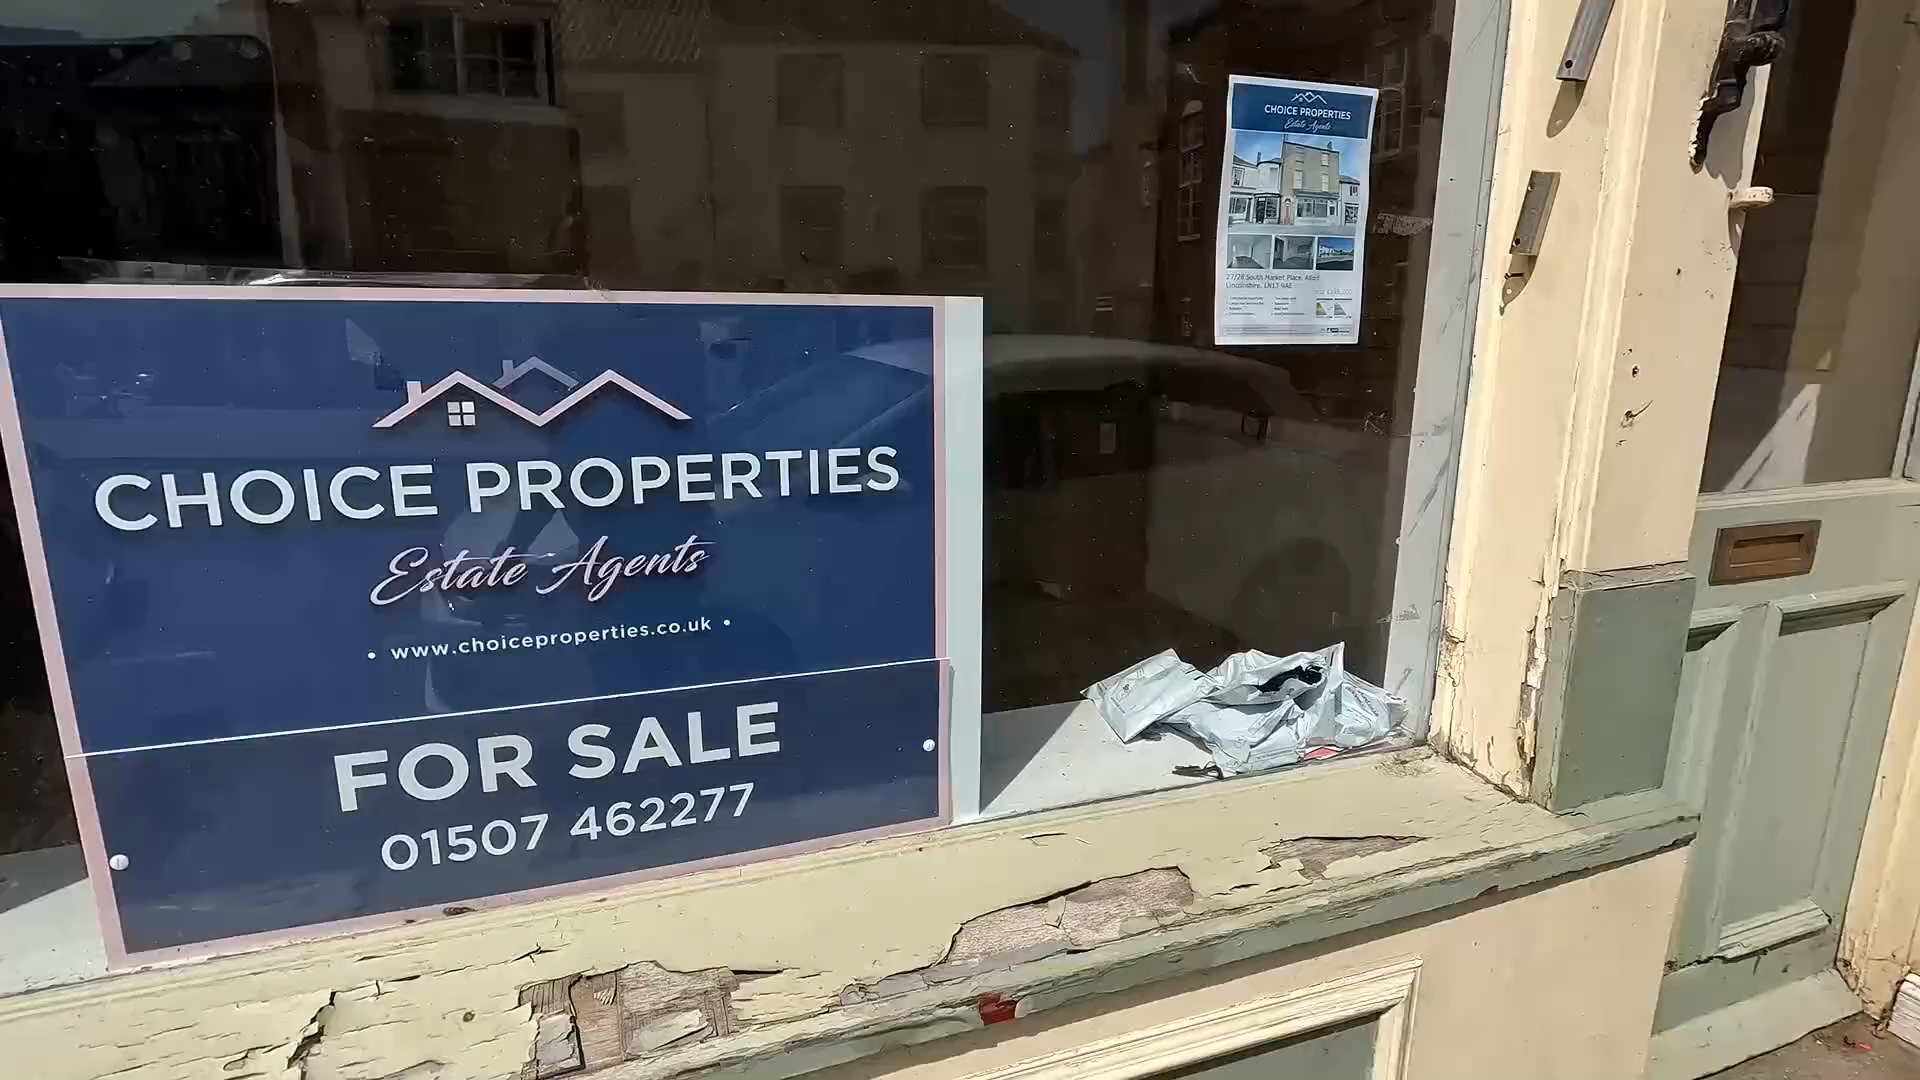 CHOICE PROPERTIES
Estate Agents
• www.choiceproperties.co.uk •
FOR SALE
01507 462277
CHOICE PROPERTIES
Estate Agents
27/28 South Market Place, Alford
Lincolnshire, LN13 9AE